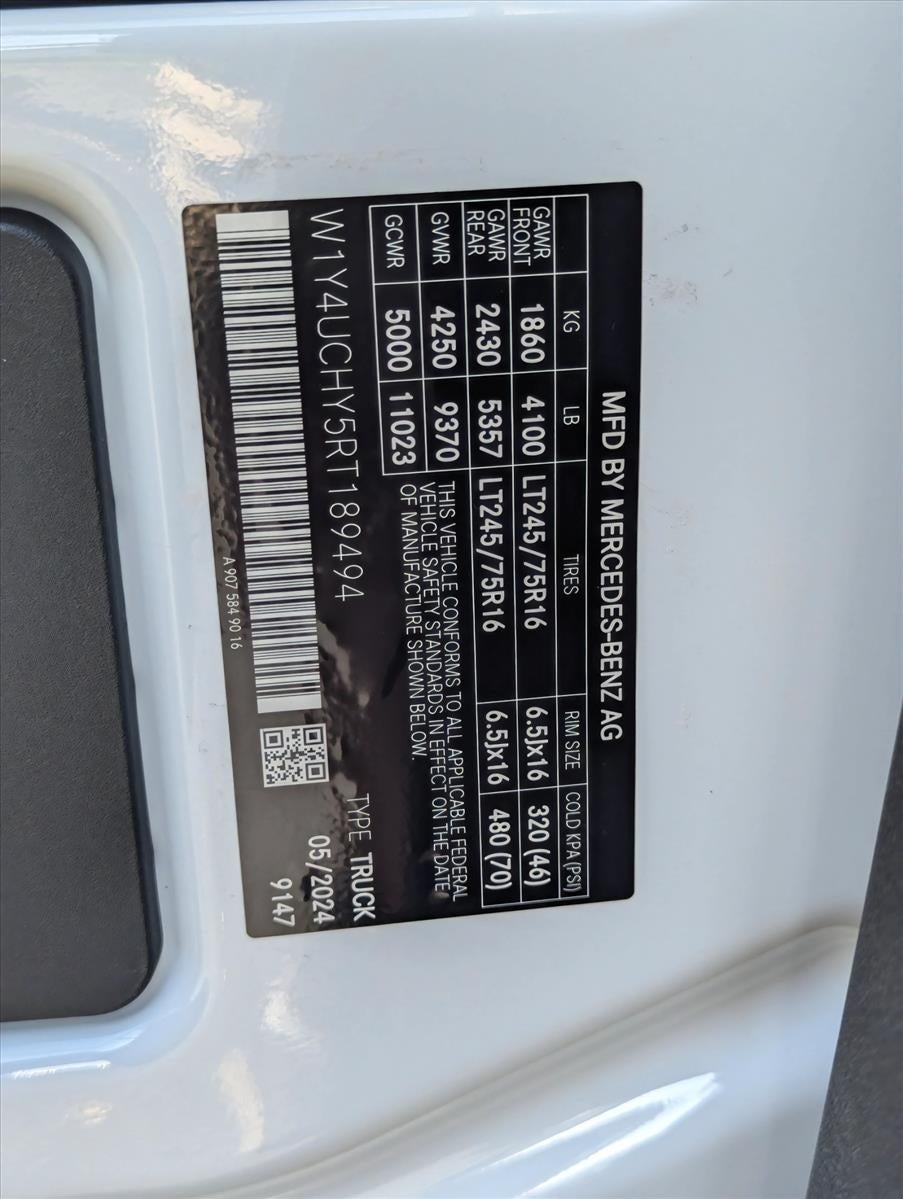 MFD BY MERCEDES-BENZ AG
KG LB TIRES RIM SIZE COLD KPA (PSI)
GAWR FRONT 1860 4100 LT245/75R16 6.5Jx16 320 (46)
GAWR REAR 2430 5357 LT245/75R16 6.5Jx16 480 (70)
GVWR 4250 9370
GCWR 5000 11023
THIS VEHICLE CONFORMS TO ALL APPLICABLE FEDERAL
VEHICLE SAFETY STANDARDS IN EFFECT ON THE DATE
OF MANUFACTURE SHOWN BELOW.
W1Y4UCHY5RT189494
TYPE TRUCK
05/2024
9147
A 907 584 90 16